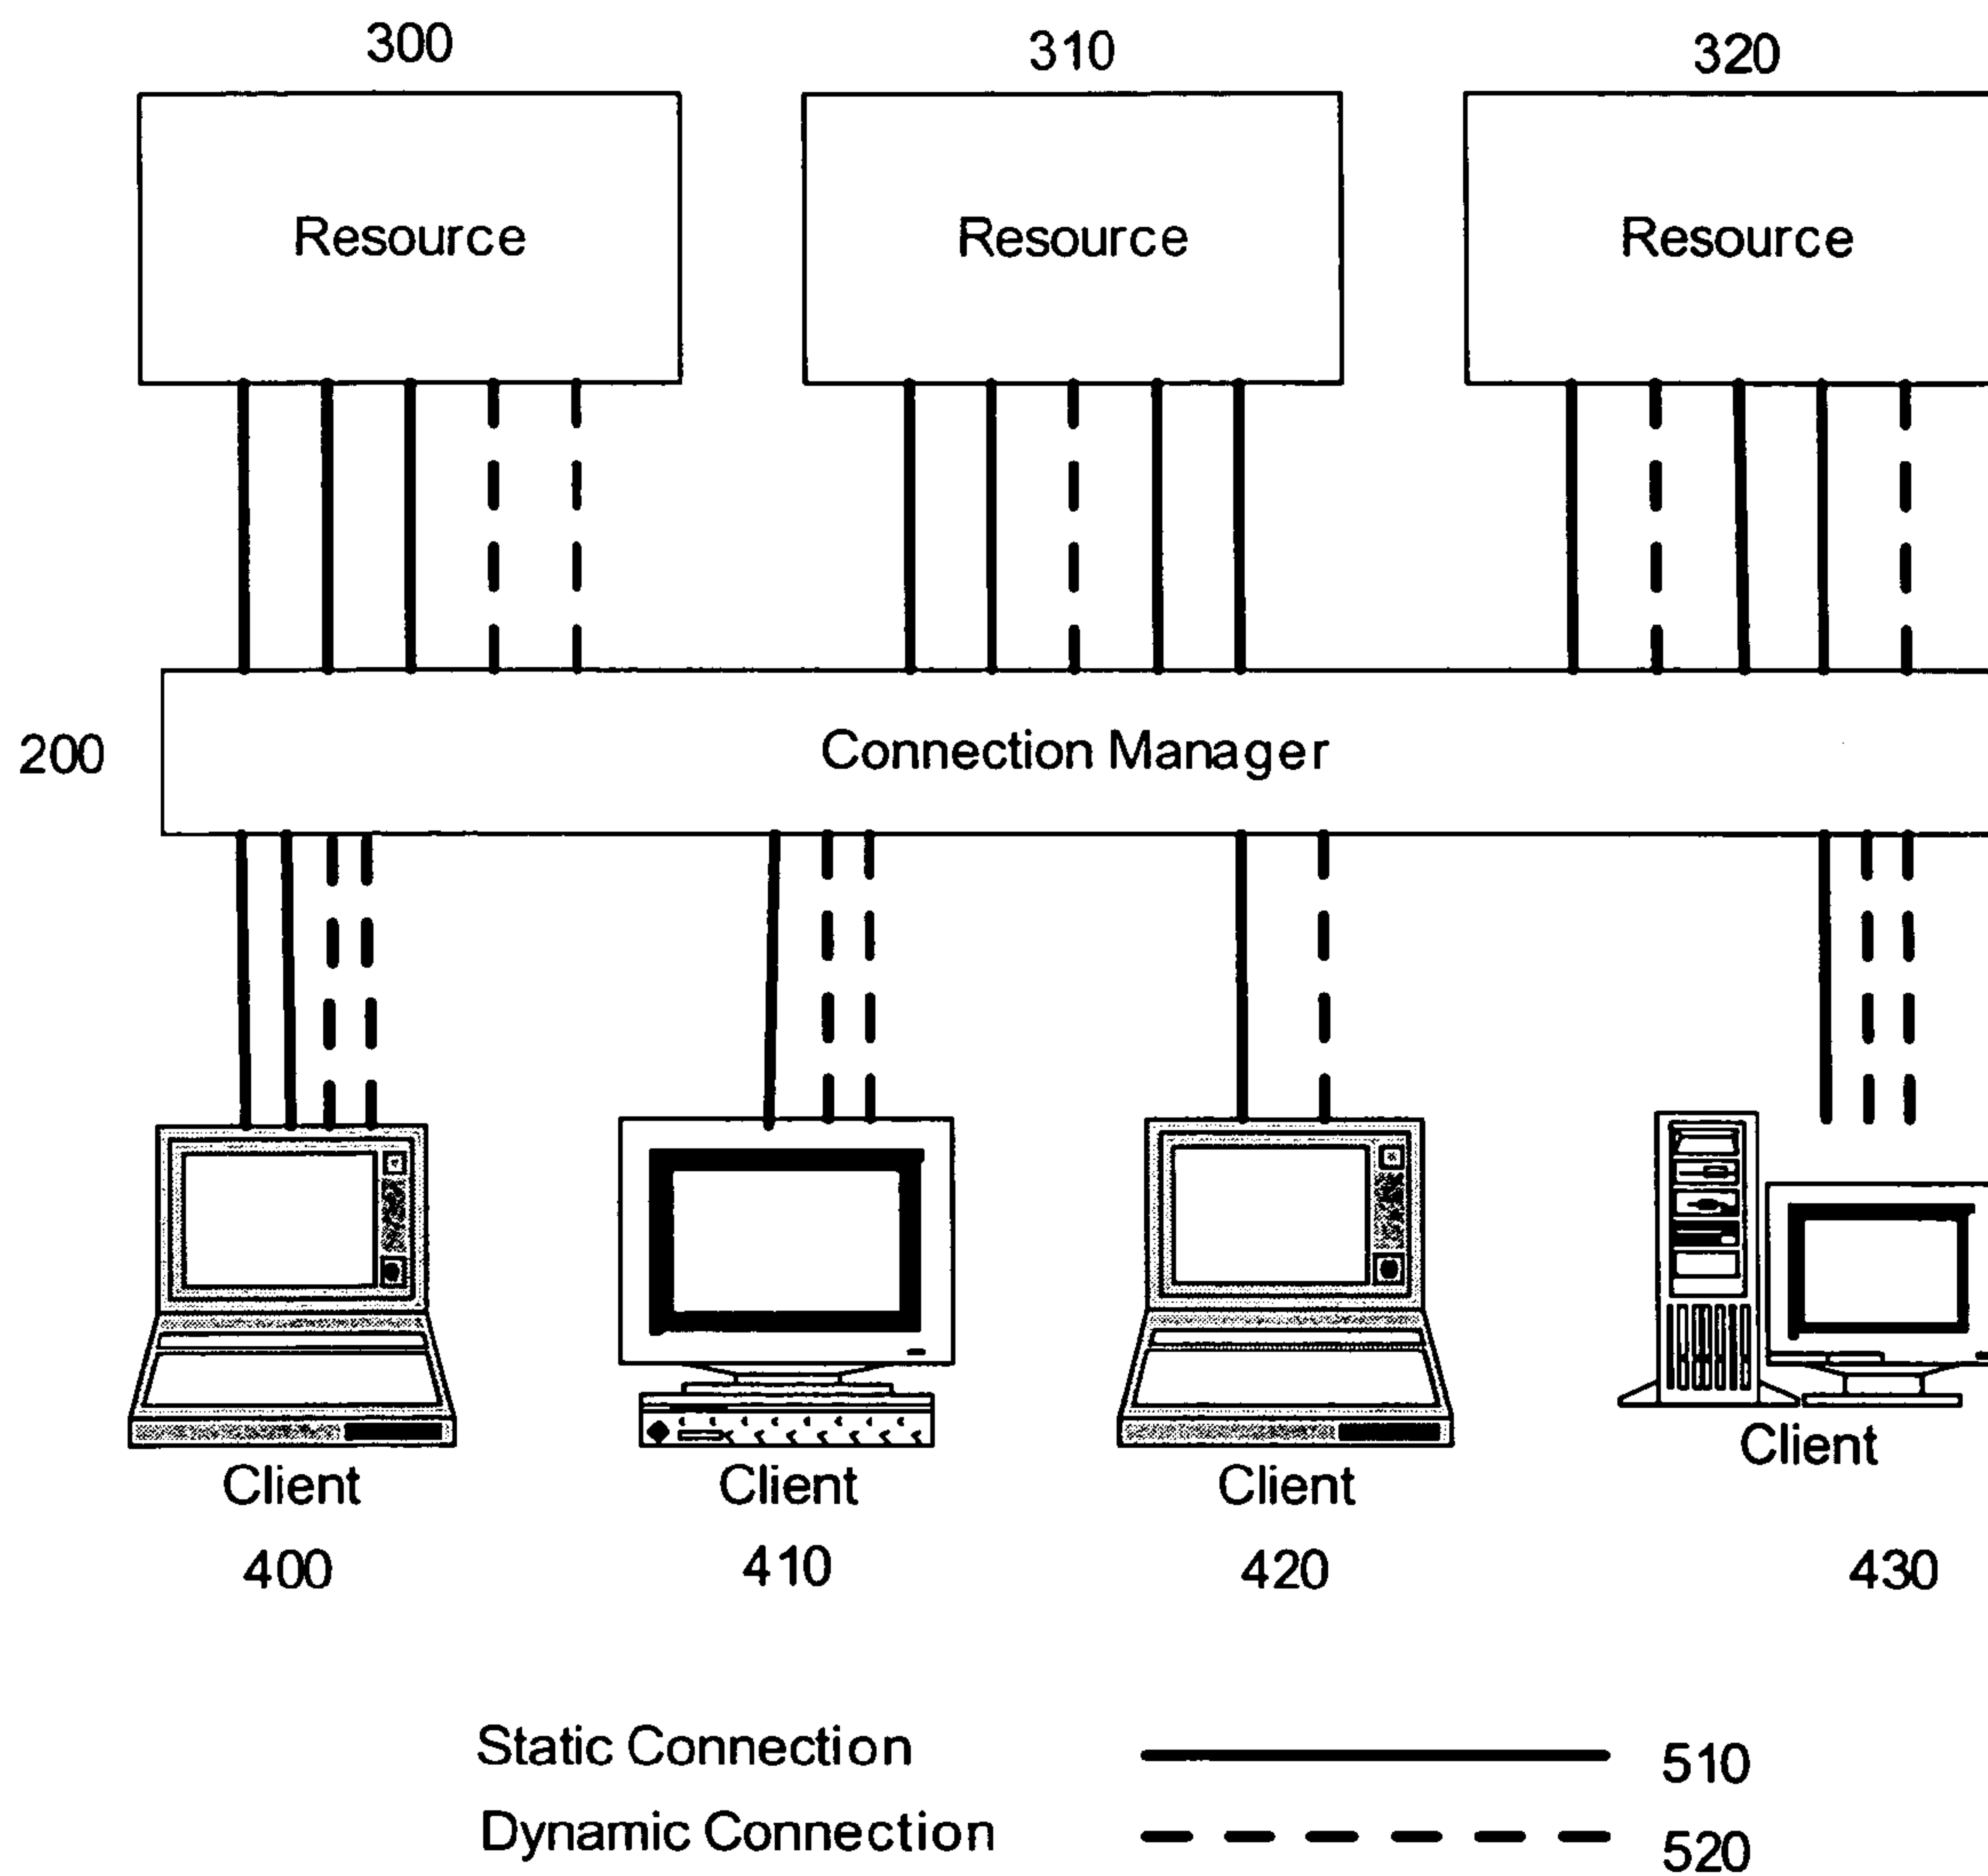 300
310
320
Resource
Resource
Resource
200
Connection Manager
Client
Client
Client
Client
400
410
420
430
Static Connection
510
Dynamic Connection
520